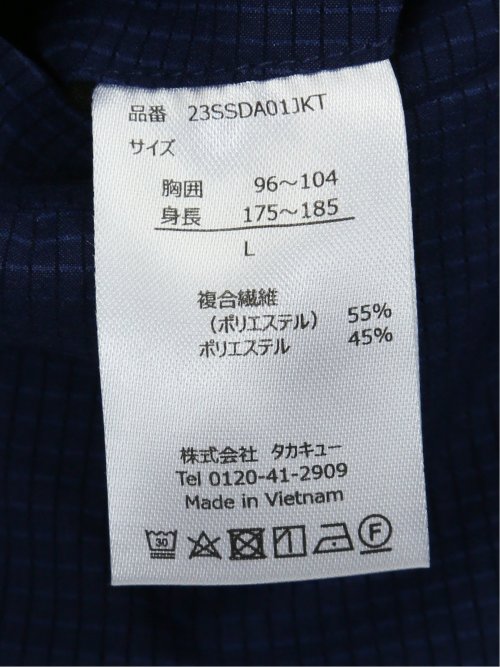 品番 23SSDA01JKT
サイズ
胸囲 96～104
身長 175～185
L
複合繊維
(ポリエステル) 55%
ポリエステル 45%
株式会社 タカキュー
Tel 0120-41-2909
Made in Vietnam
30 F